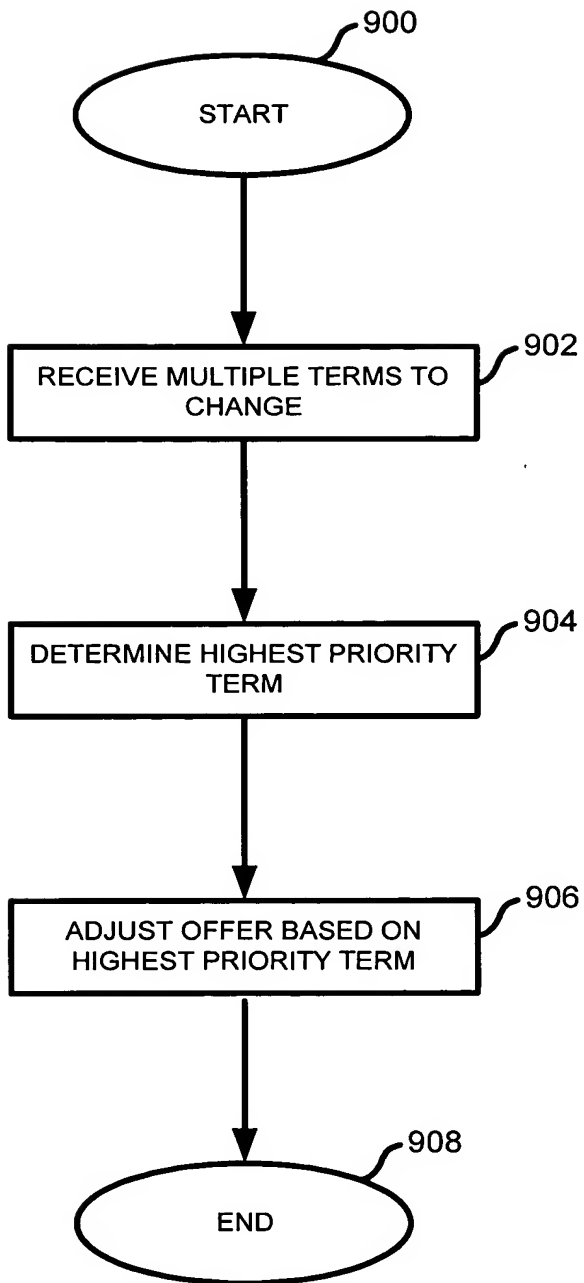 900
START
902
RECEIVE MULTIPLE TERMS TO
CHANGE
904
DETERMINE HIGHEST PRIORITY
TERM
906
ADJUST OFFER BASED ON
HIGHEST PRIORITY TERM
908
END